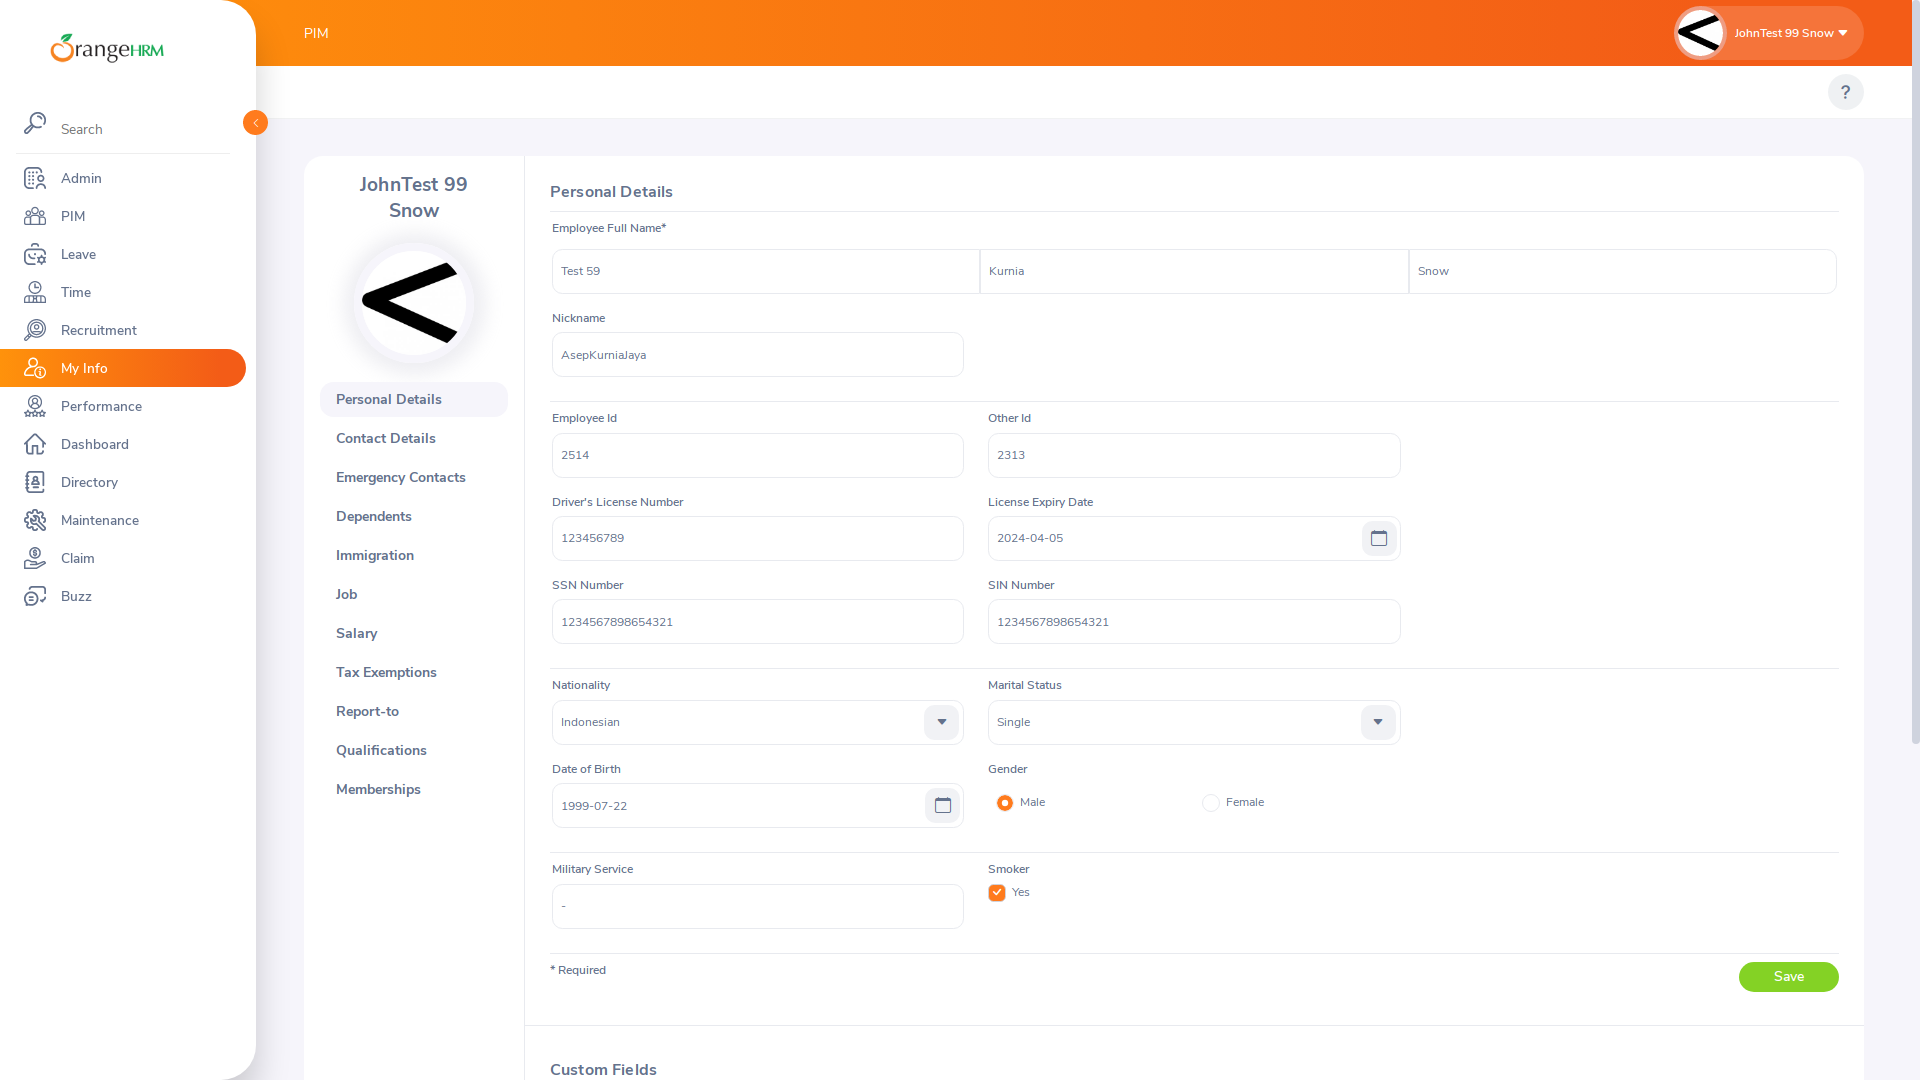 OrangeHRM
PIM
JohnTest 99 Snow
?
Search
Admin
PIM
Leave
Time
Recruitment
My Info
Performance
Dashboard
Directory
Maintenance
Claim
Buzz
JohnTest 99
Snow
Personal Details
Contact Details
Emergency Contacts
Dependents
Immigration
Job
Salary
Tax Exemptions
Report-to
Qualifications
Memberships
Personal Details
Employee Full Name*
Test 59 Kurnia Snow
Nickname
AsepKurniaJaya
Employee Id Other Id
2514 2313
Driver's License Number License Expiry Date
123456789 2024-04-05
SSN Number SIN Number
1234567898654321 1234567898654321
Nationality Marital Status
Indonesian Single
Date of Birth Gender
1999-07-22 Male Female
Military Service Smoker
- Yes
* Required Save
Custom Fields